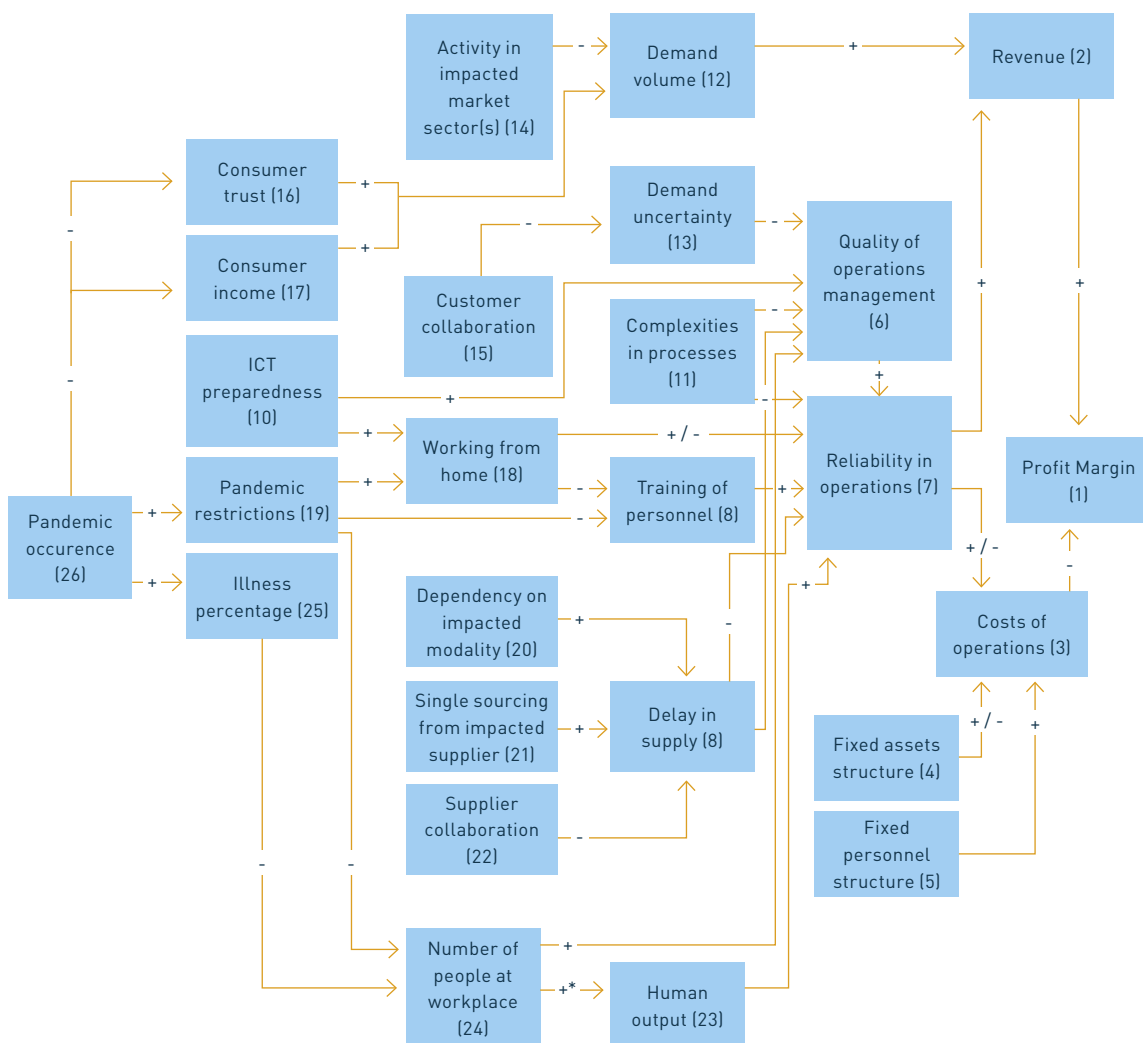 Activity in
impacted
market
sector(s) (14)
-
Demand
volume (12)
+
Revenue (2)
Consumer
trust (16)
+
Demand
uncertainty
(13)
-
Quality of
operations
management
(6)
-
-
Consumer
income (17)
+
Customer
collaboration
(15)
Complexities
in processes
(11)
-
+
+
-
ICT
preparedness
(10)
+
+
+
-
Working from
home (18)
+ / -
Reliability in
operations (7)
+
Profit Margin
(1)
Pandemic
occurence
(26)
+
Pandemic
restrictions (19)
+
-
-
Training of
personnel (8)
+
+ / -
-
+
Illness
percentage (25)
Dependency on
impacted
modality (20)
+
-
+
Costs of
operations (3)
Single sourcing
from impacted
supplier (21)
+
Delay in
supply (8)
Fixed assets
structure (4)
+ / -
+
Supplier
collaboration
(22)
-
Fixed
personnel
structure (5)
-
-
Number of
people at
workplace
(24)
+
+*
Human
output (23)